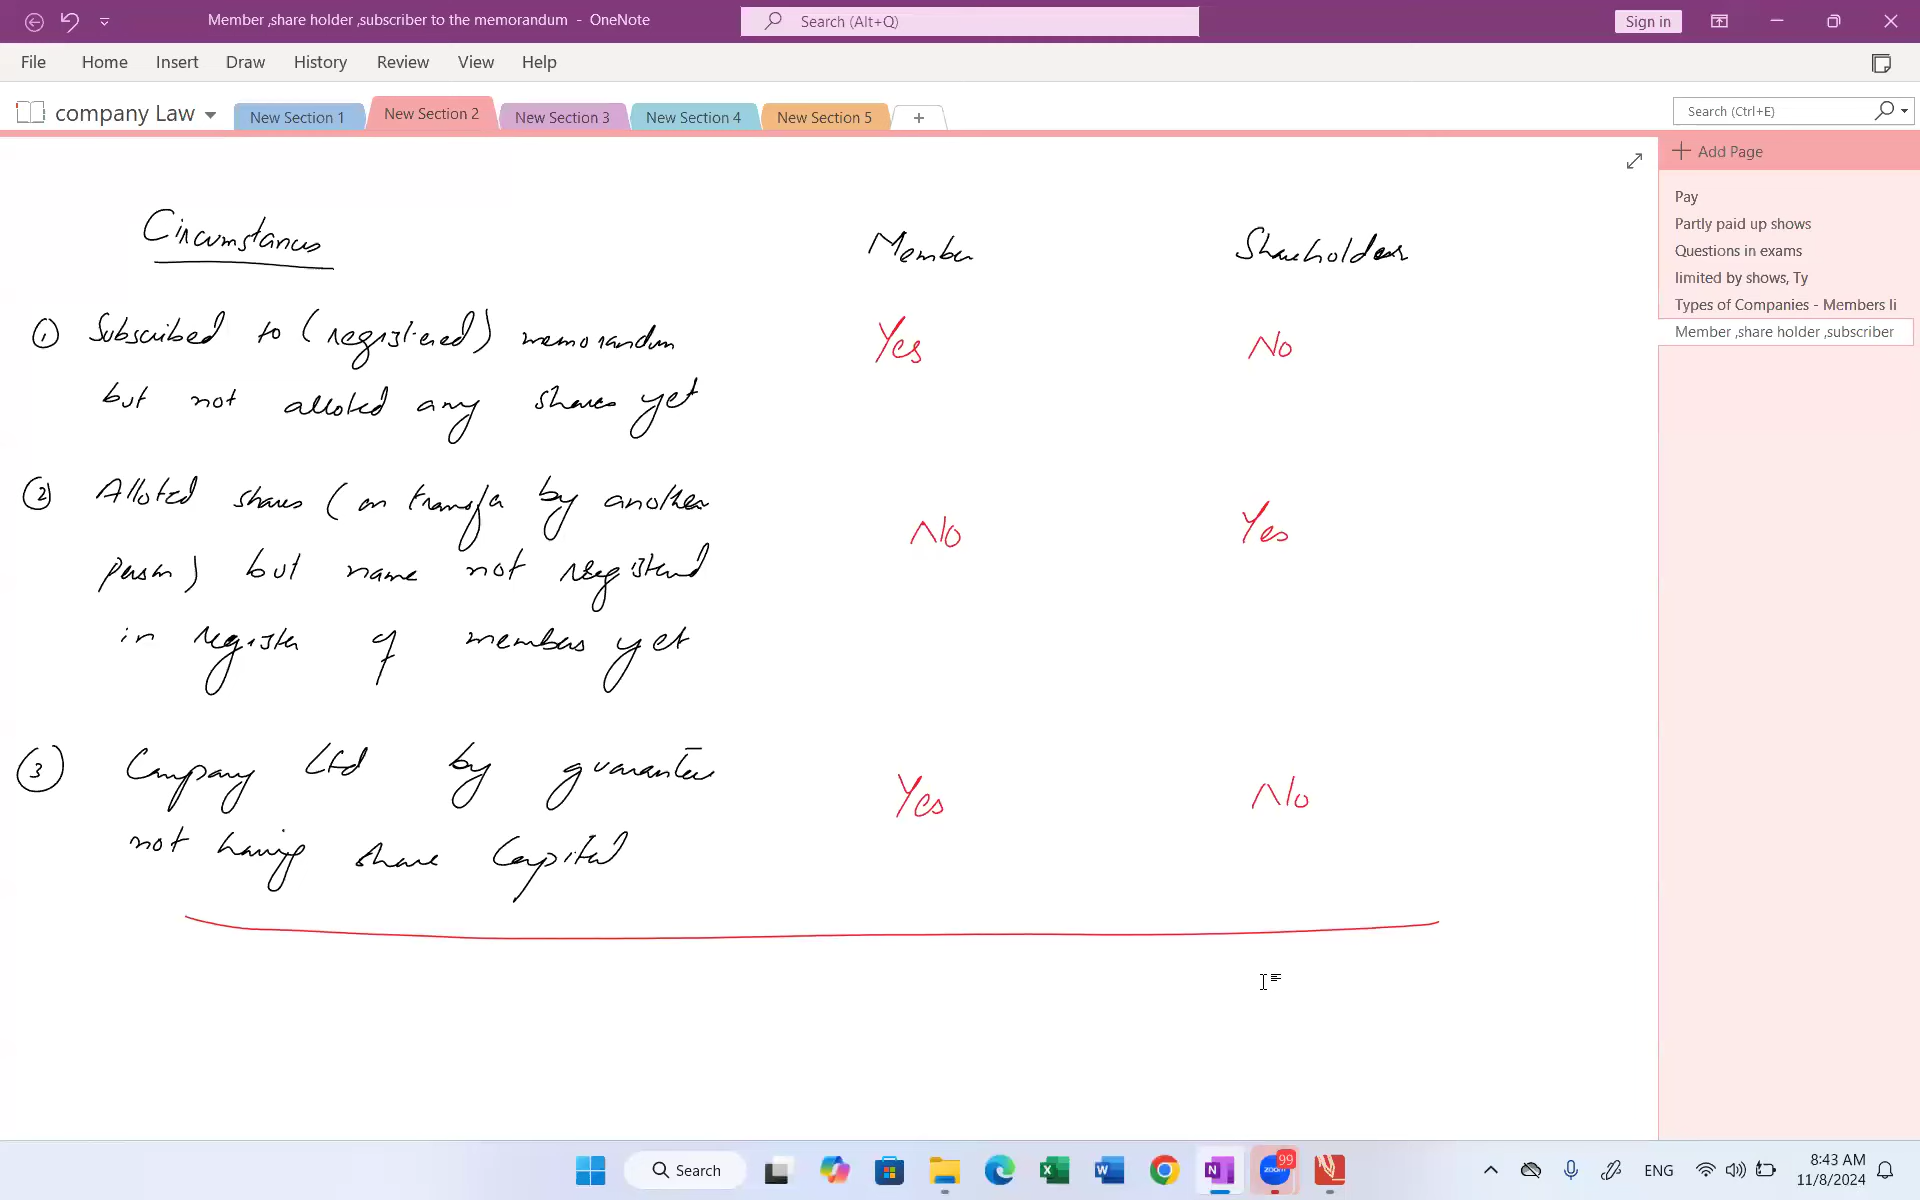 Member ,share holder ,subscriber to the memorandum - OneNote
Search (Alt+Q)
Sign in
File Home Insert Draw History Review View Help
company Law
New Section 1 New Section 2 New Section 3 New Section 4 New Section 5 +
Search (Ctrl+E)
Add Page
Pay
Partly paid up shows
Questions in exams
limited by shows, Ty
Types of Companies - Members li
Member ,share holder ,subscriber
Circumstances Member Shareholder
① Subscribed to (registered) memorandum Yes No
but not alloted any shares yet
② Alloted shares (on transfer by another No Yes
person) but name not registered
in register of members yet
③ Company Ltd by guarantee Yes No
not having share Capital
Search
99
zoom
ENG
8:43 AM
11/8/2024